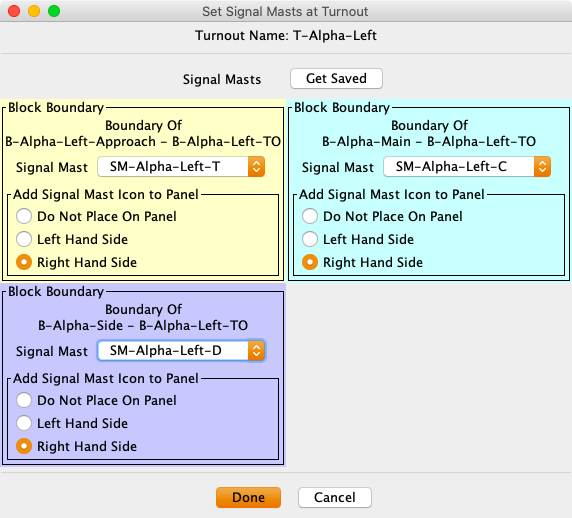 Set Signal Masts at Turnout
Turnout Name: T-Alpha-Left
Signal Masts Get Saved
Block Boundary
Boundary Of
B-Alpha-Left-Approach - B-Alpha-Left-TO
Signal Mast SM-Alpha-Left-T
Add Signal Mast Icon to Panel
Do Not Place On Panel
Left Hand Side
Right Hand Side
Block Boundary
Boundary Of
B-Alpha-Main - B-Alpha-Left-TO
Signal Mast SM-Alpha-Left-C
Add Signal Mast Icon to Panel
Do Not Place On Panel
Left Hand Side
Right Hand Side
Block Boundary
Boundary Of
B-Alpha-Side - B-Alpha-Left-TO
Signal Mast SM-Alpha-Left-D
Add Signal Mast Icon to Panel
Do Not Place On Panel
Left Hand Side
Right Hand Side
Done Cancel